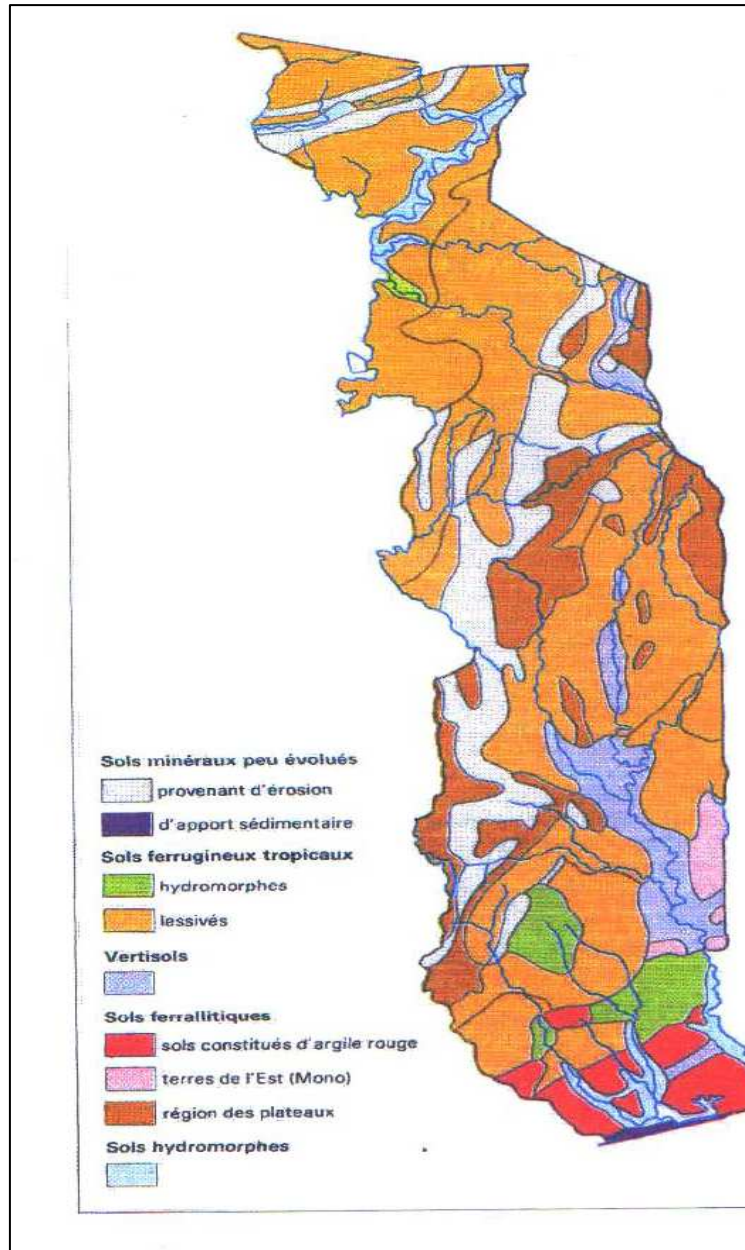 Sols minéraux peu évolués
provenant d'érosion
d'apport sédimentaire
Sols ferrugineux tropicaux
hydromorphes
lessivés
Vertisols
Sols ferrallitiques
sols constitués d'argile rouge
terres de l'Est (Mono)
région des plateaux
Sols hydromorphes